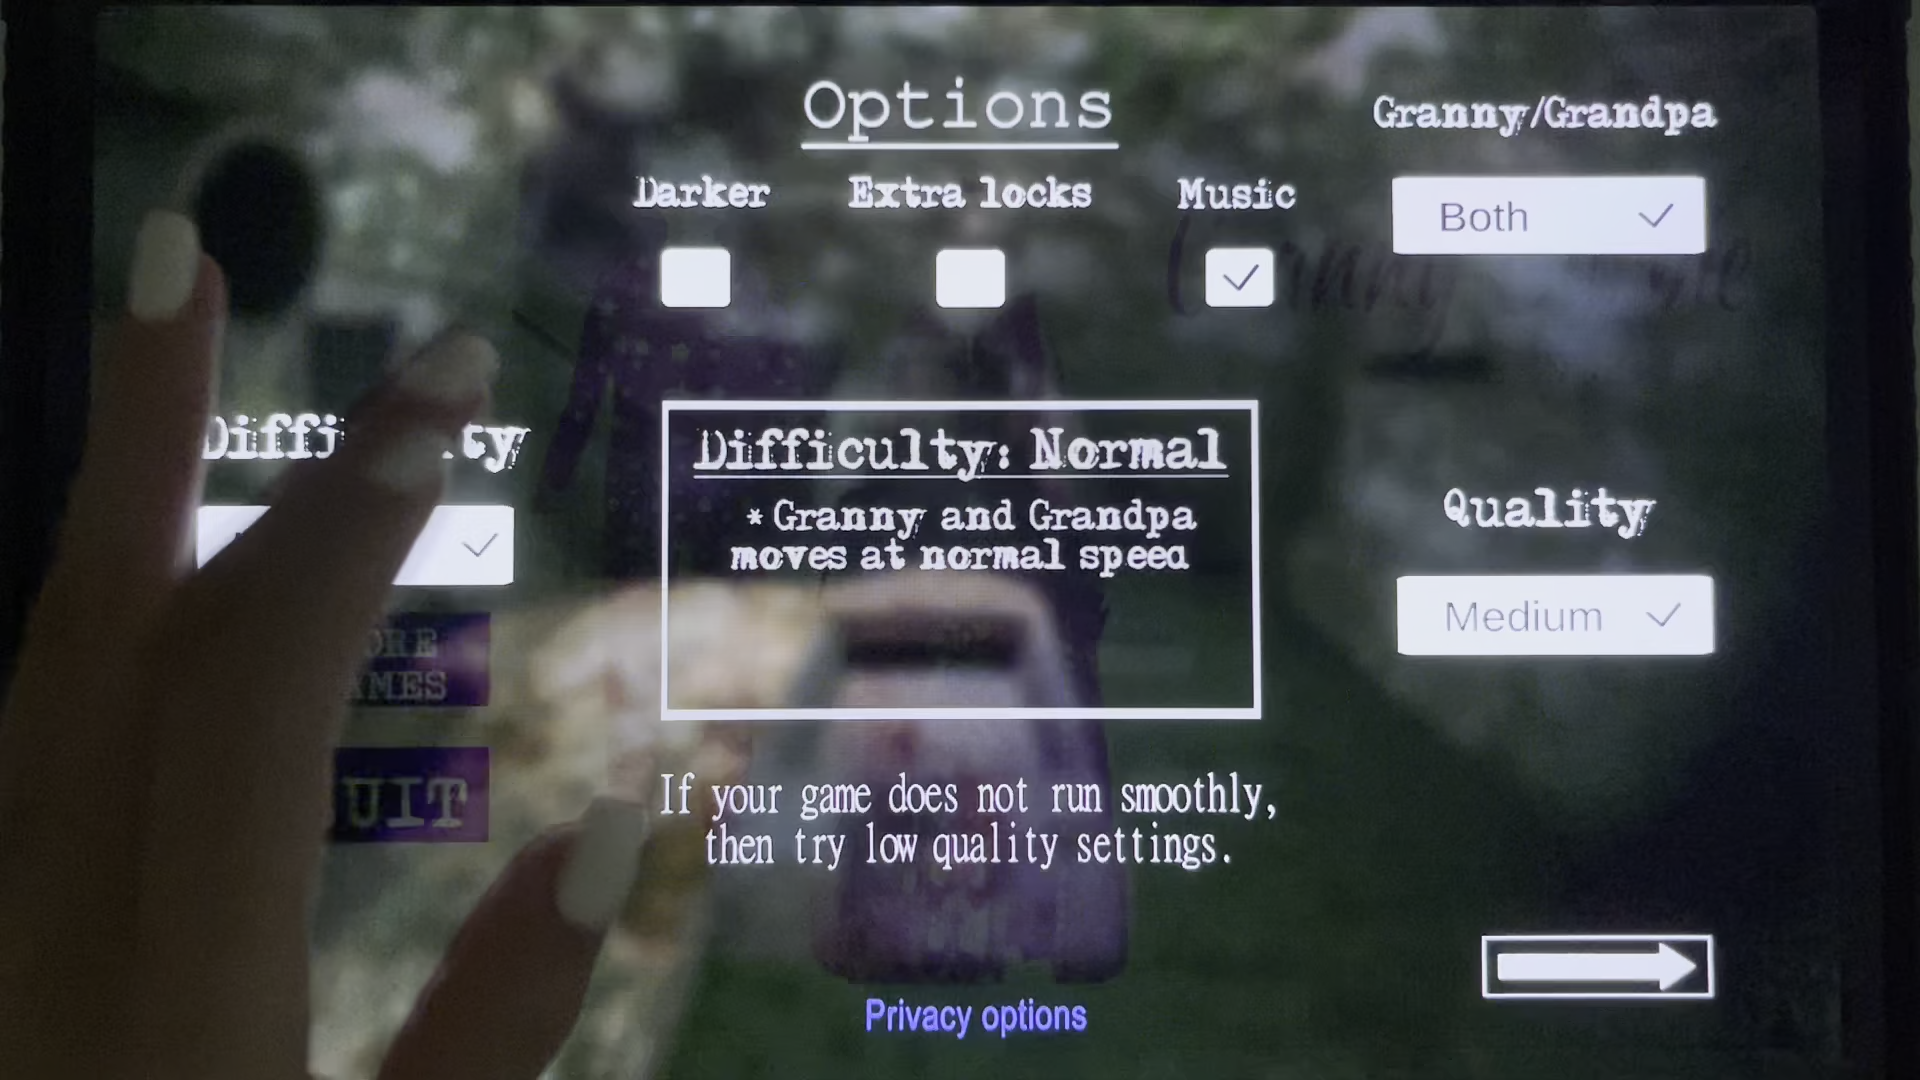 Options
Granny/Grandpa
Darker
Extra locks
Music
Both
Difficulty: Normal
* Granny and Grandpa
moves at normal speed
Quality
Medium
UIT
If your game does not run smoothly,
then try low quality settings.
Privacy options